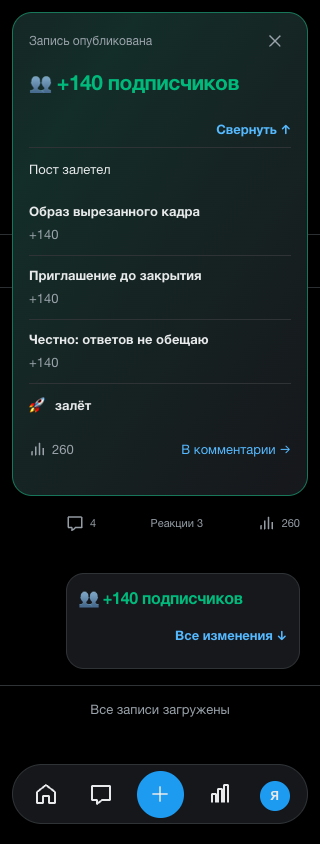 Запись опубликована
+140 подписчиков
Свернуть ↑
Пост залетел
Образ вырезанного кадра
+140
Приглашение до закрытия
+140
Честно: ответов не обещаю
+140
залёт
260
В комментарии →
4
Реакции 3
260
+140 подписчиков
Все изменения ↓
Все записи загружены
Я